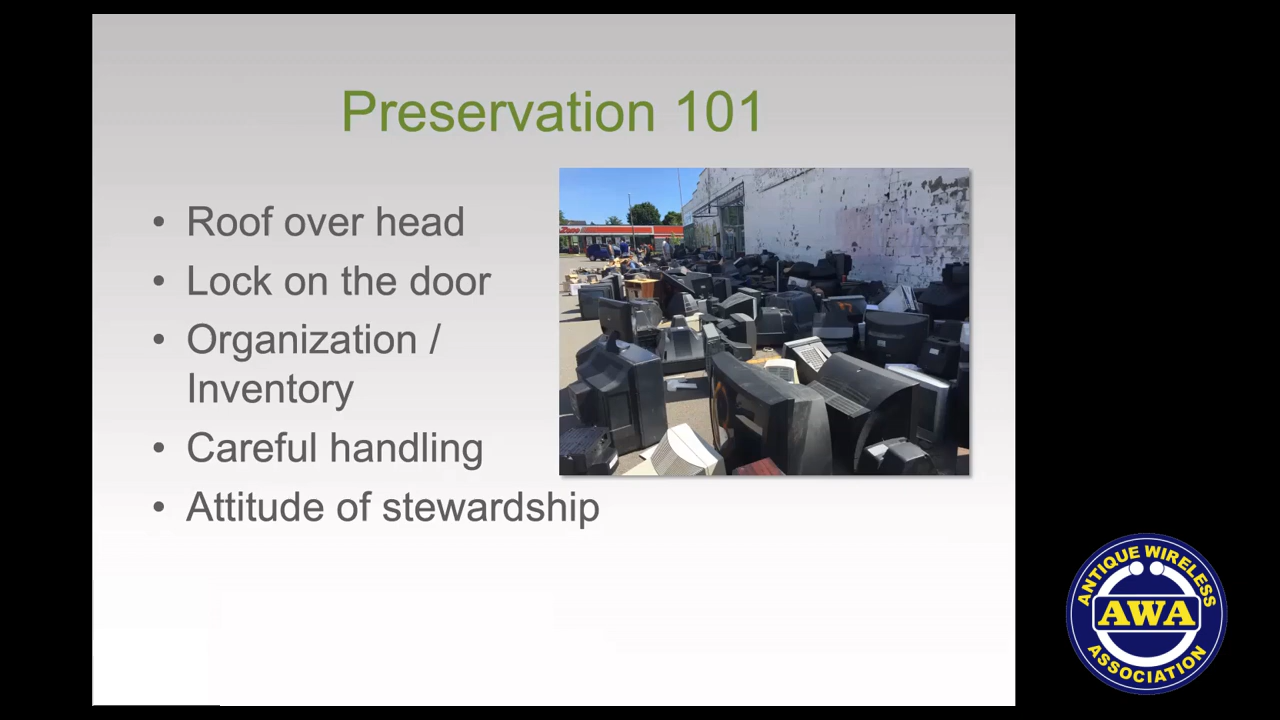 Preservation 101
• Roof over head
• Lock on the door
• Organization /
Inventory
• Careful handling
• Attitude of stewardship
ANTIQUE WIRELESS
AWA
ASSOCIATION